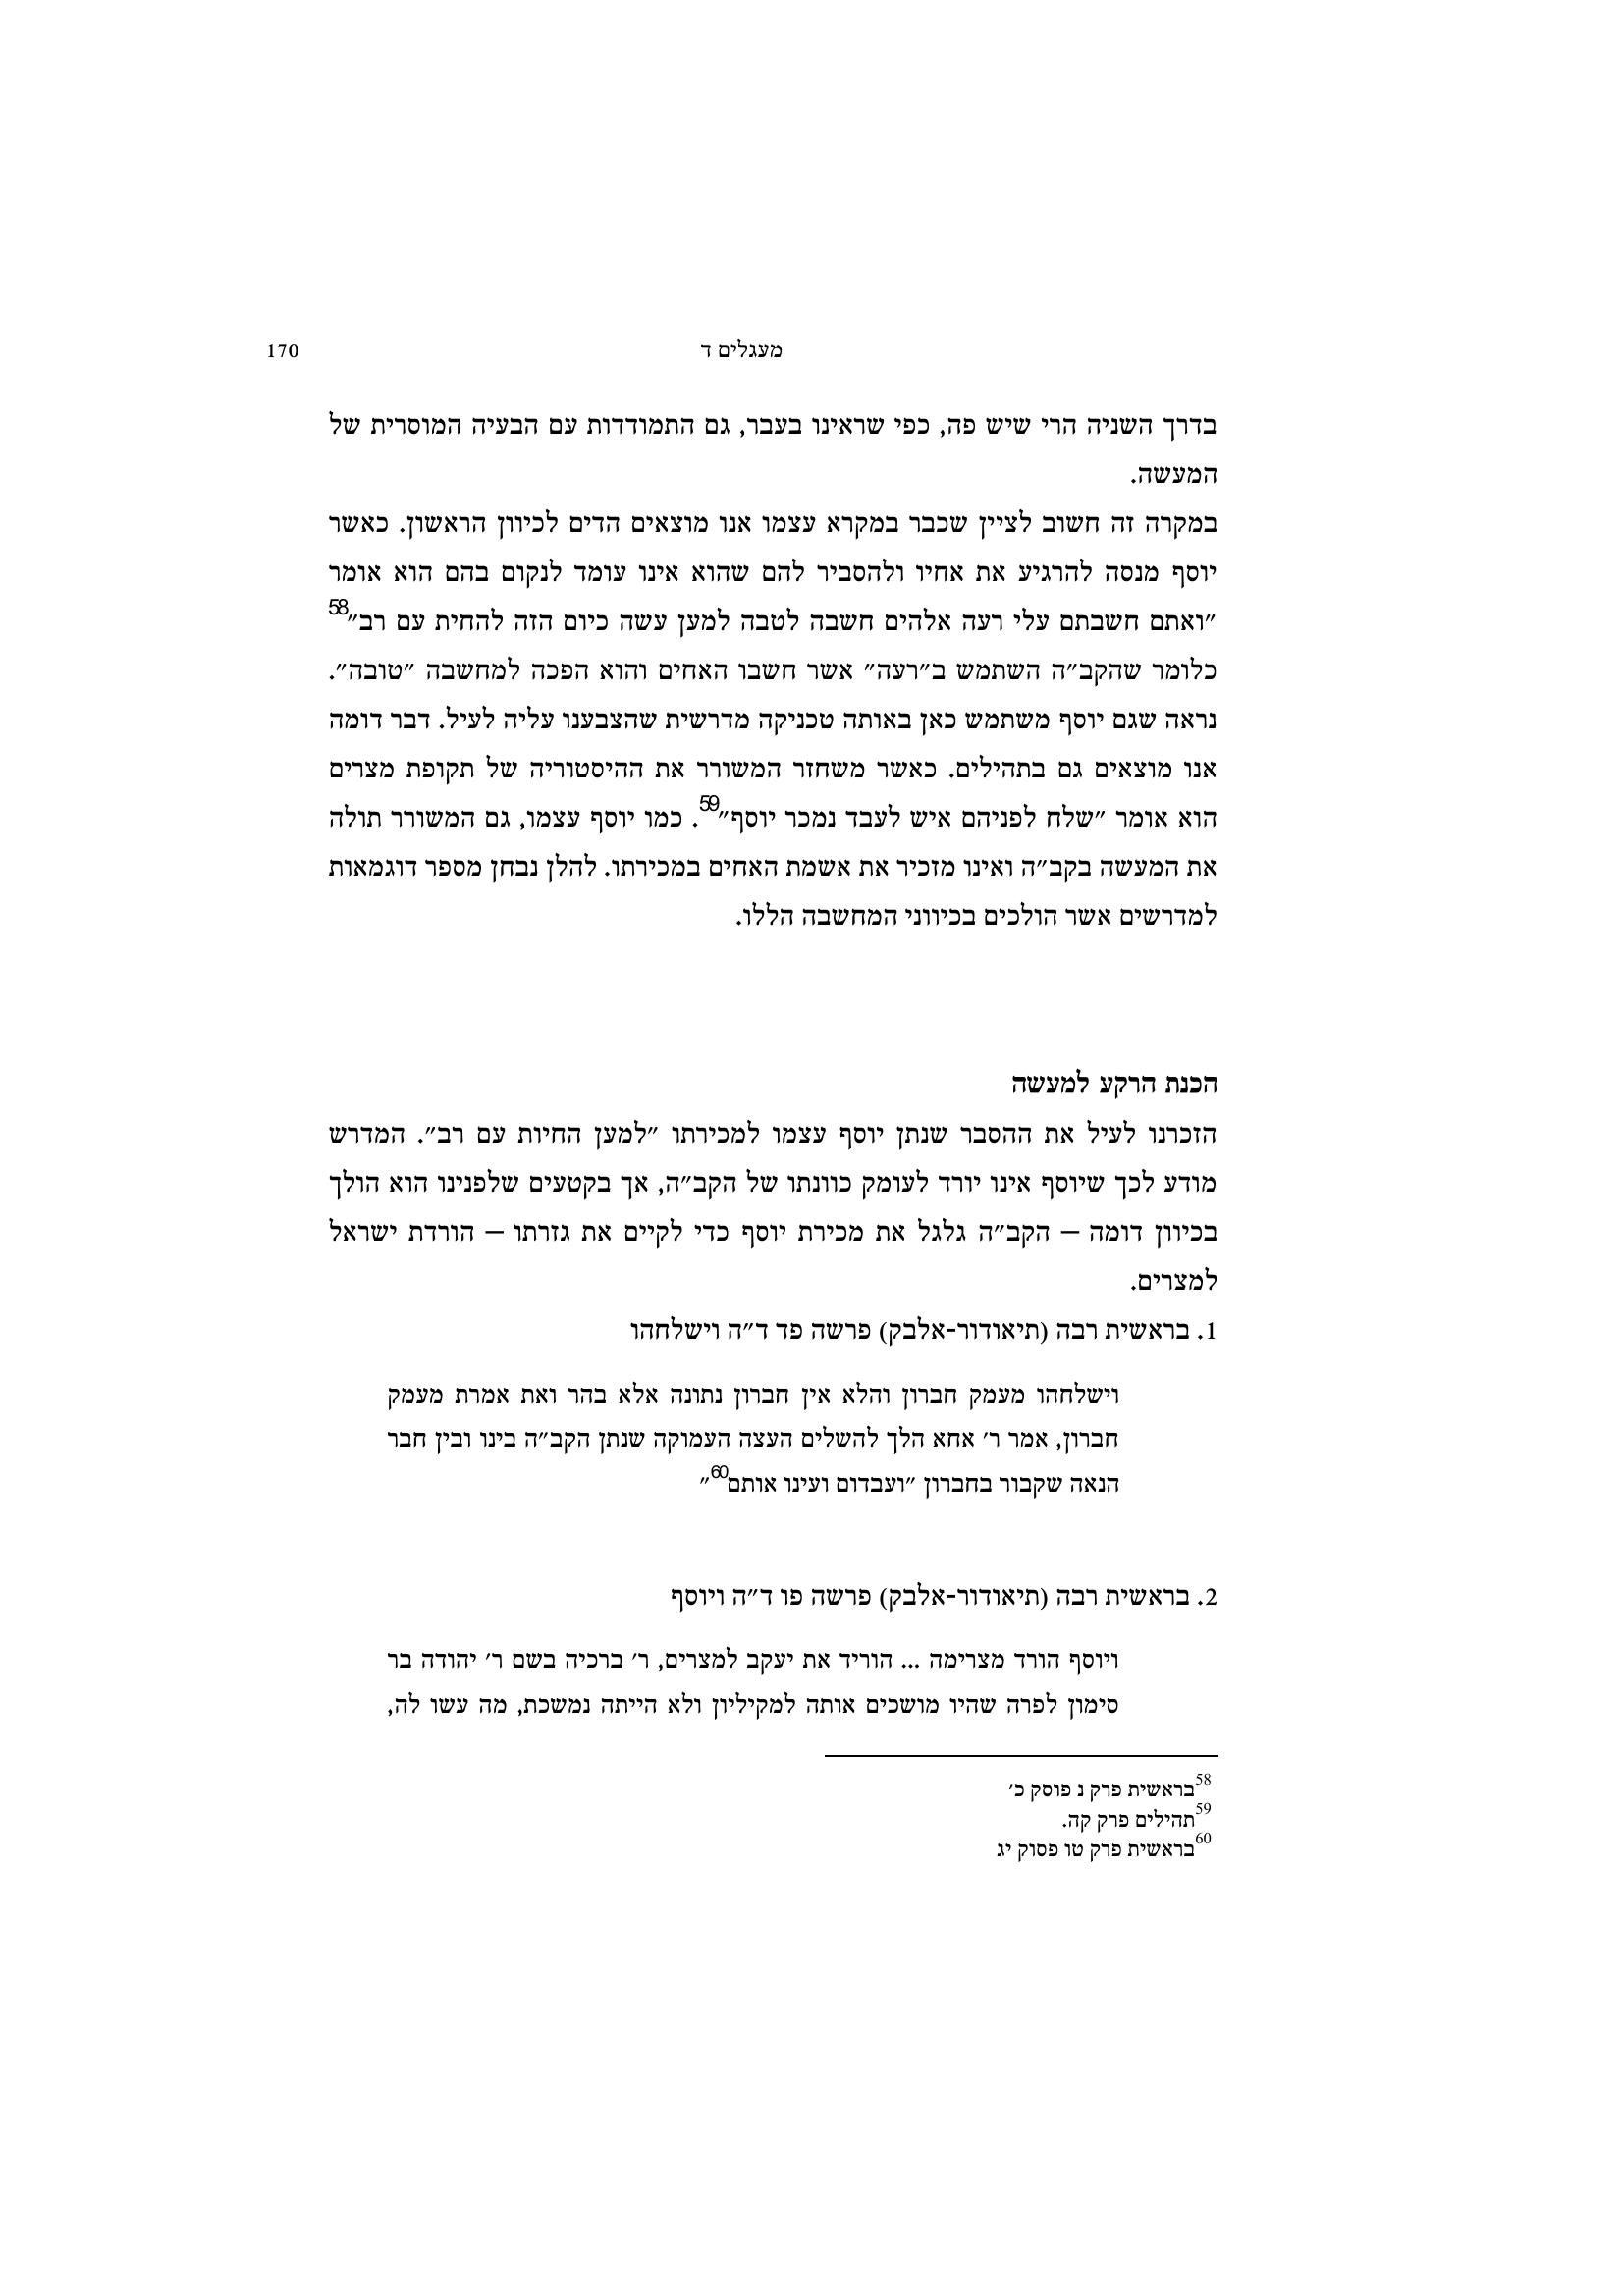 מעגלים ד 170
בדרך השניה הרי שיש פה, כפי שראינו בעבר, גם התמודדות עם הבעיה המוסרית של
המעשה.
במקרה זה חשוב לציין שכבר במקרא עצמו אנו מוצאים הדים לכיוון הראשון. כאשר
יוסף מנסה להרגיע את אחיו ולהסביר להם שהוא אינו עומד לנקום בהם הוא אומר
״ואתם חשבתם עלי רעה אלהים חשבה לטבה למען עשה כיום הזה להחית עם רב״58
כלומר שהקב״ה השתמש ב״רעה״ אשר חשבו האחים והוא הפכה למחשבה ״טובה״.
נראה שגם יוסף משתמש כאן באותה טכניקה מדרשית שהצבענו עליה לעיל. דבר דומה
אנו מוצאים גם בתהילים. כאשר משחזר המשורר את ההיסטוריה של תקופת מצרים
הוא אומר ״שלח לפניהם איש לעבד נמכר יוסף״59. כמו יוסף עצמו, גם המשורר תולה
את המעשה בקב״ה ואינו מזכיר את אשמת האחים במכירתו. להלן נבחן מספר דוגמאות
למדרשים אשר הולכים בכיווני המחשבה הללו.
הכנת הרקע למעשה
הזכרנו לעיל את ההסבר שנתן יוסף עצמו למכירתו ״למען החיות עם רב״. המדרש
מודע לכך שיוסף אינו יורד לעומק כוונתו של הקב״ה, אך בקטעים שלפנינו הוא הולך
בכיוון דומה – הקב״ה גלגל את מכירת יוסף כדי לקיים את גזרתו – הורדת ישראל
למצרים.
1. בראשית רבה (תיאודור-אלבק) פרשה פד ד״ה וישלחהו
וישלחהו מעמק חברון והלא אין חברון נתונה אלא בהר ואת אמרת מעמק
חברון, אמר ר׳ אחא הלך להשלים העצה העמוקה שנתן הקב״ה בינו ובין חבר
הנאה שקבור בחברון ״ועבדום ועינו אותם60״
2. בראשית רבה (תיאודור-אלבק) פרשה פו ד״ה ויוסף
ויוסף הורד מצרימה ... הוריד את יעקב למצרים, ר׳ ברכיה בשם ר׳ יהודה בר
סימון לפרה שהיו מושכים אותה למקיליון ולא הייתה נמשכת, מה עשו לה,
58בראשית פרק נ פוסק כ׳
59תהילים פרק קה.
60בראשית פרק טו פסוק יג